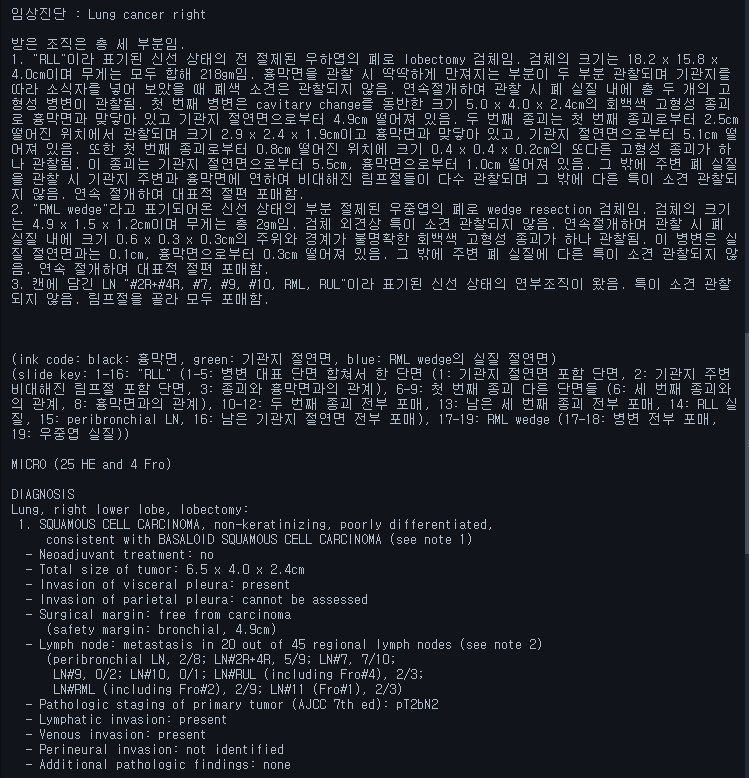 임상진단 : Lung cancer right
받은 조직은 총 세 부분임.
1. "RLL"이라 표기된 신선 상태의 전 절제된 우하엽의 폐로 lobectomy 검체임. 검체의 크기는 18.2 x 15.8 x
4.0cm이며 무게는 모두 합해 218gm임. 흉막면을 관찰 시 딱딱하게 만져지는 부분이 두 부분 관찰되며 기관지를
따라 소식자를 넣어 보았을 때 폐색 소견은 관찰되지 않음. 연속절개하여 관찰 시 폐 실질 내에 총 두 개의 고
형성 병변이 관찰됨. 첫 번째 병변은 cavitary change를 동반한 크기 5.0 x 4.0 x 2.4cm의 회백색 고형성 종괴
로 흉막면과 맞닿아 있고 기관지 절연면으로부터 4.9cm 떨어져 있음. 두 번째 종괴는 첫 번째 종괴로부터 2.5cm
떨어진 위치에서 관찰되며 크기 2.9 x 2.4 x 1.9cm이고 흉막면과 맞닿아 있고, 기관지 절연면으로부터 5.1cm 떨
어져 있음. 또한 첫 번째 종괴로부터 0.8cm 떨어진 위치에 크기 0.4 x 0.4 x 0.2cm의 또다른 고형성 종괴가 하
나 관찰됨. 이 종괴는 기관지 절연면으로부터 5.5cm, 흉막면으로부터 1.0cm 떨어져 있음. 그 밖에 주변 폐 실질
을 관찰 시 기관지 주변과 흉막면에 연하여 비대해진 림프절들이 다수 관찰되며 그 밖에 다른 특이 소견 관찰되
지 않음. 연속 절개하여 대표적 절편 포매함.
2. "RML wedge"라고 표기되어온 신선 상태의 부분 절제된 우중엽의 폐로 wedge resection 검체임. 검체의 크기
는 4.9 x 1.5 x 1.2cm이며 무게는 총 2gm임. 검체 외견상 특이 소견 관찰되지 않음. 연속절개하여 관찰 시 폐
실질 내에 크기 0.6 x 0.3 x 0.3cm의 주위와 경계가 불명확한 회백색 고형성 종괴가 하나 관찰됨. 이 병변은 실
질 절연면과는 0.1cm, 흉막면으로부터 0.3cm 떨어져 있음. 그 밖에 주변 폐 실질에 다른 특이 소견 관찰되지 않
음. 연속 절개하여 대표적 절편 포매함.
3. 캔에 담긴 LN "#2R+#4R, #7, #9, #10, RML, RUL"이라 표기된 신선 상태의 연부조직이 왔음. 특이 소견 관찰
되지 않음. 림프절을 골라 모두 포매함.
(ink code: black: 흉막면, green: 기관지 절연면, blue: RML wedge의 실질 절연면)
(slide key: 1-16: "RLL" (1-5: 병변 대표 단면 합쳐서 한 단면 (1: 기관지 절연면 포함 단면, 2: 기관지 주변
비대해진 림프절 포함 단면, 3: 종괴와 흉막면과의 관계), 6-9: 첫 번째 종괴 다른 단면들 (6: 세 번째 종괴와
의 관계, 8: 흉막면과의 관계), 10-12: 두 번째 종괴 전부 포매, 13: 남은 세 번째 종괴 전부 포매, 14: RLL 실
질, 15: peribronchial LN, 16: 남은 기관지 절연면 전부 포매), 17-19: RML wedge (17-18: 병변 전부 포매,
19: 우중엽 실질))
MICRO (25 HE and 4 Fro)
DIAGNOSIS
Lung, right lower lobe, lobectomy:
1. SQUAMOUS CELL CARCINOMA, non-keratinizing, poorly differentiated,
consistent with BASALOID SQUAMOUS CELL CARCINOMA (see note 1)
- Neoadjuvant treatment: no
- Total size of tumor: 6.5 x 4.0 x 2.4cm
- Invasion of visceral pleura: present
- Invasion of parietal pleura: cannot be assessed
- Surgical margin: free from carcinoma
(safety margin: bronchial, 4.9cm)
- Lymph node: metastasis in 20 out of 45 regional lymph nodes (see note 2)
(peribronchial LN, 2/8; LN#2R+4R, 5/9; LN#7, 7/10;
LN#9, 0/2; LN#10, 0/1; LN#RUL (including Fro#4), 2/3;
LN#RML (including Fro#2), 2/9; LN#11 (Fro#1), 2/3)
- Pathologic staging of primary tumor (AJCC 7th ed): pT2bN2
- Lymphatic invasion: present
- Venous invasion: present
- Perineural invasion: not identified
- Additional pathologic findings: none